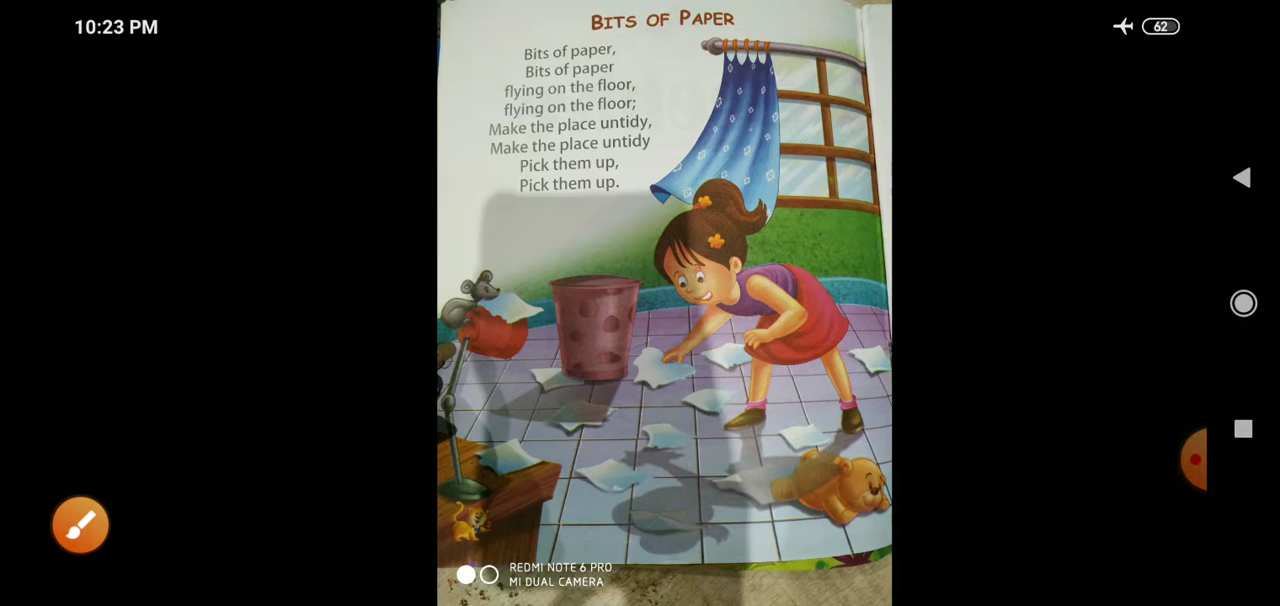 10:23 PM
62
BITS OF PAPER
Bits of paper,
Bits of paper
flying on the floor,
flying on the floor;
Make the place untidy,
Make the place untidy
Pick them up,
Pick them up.
REDMI NOTE 6 PRO
MI DUAL CAMERA